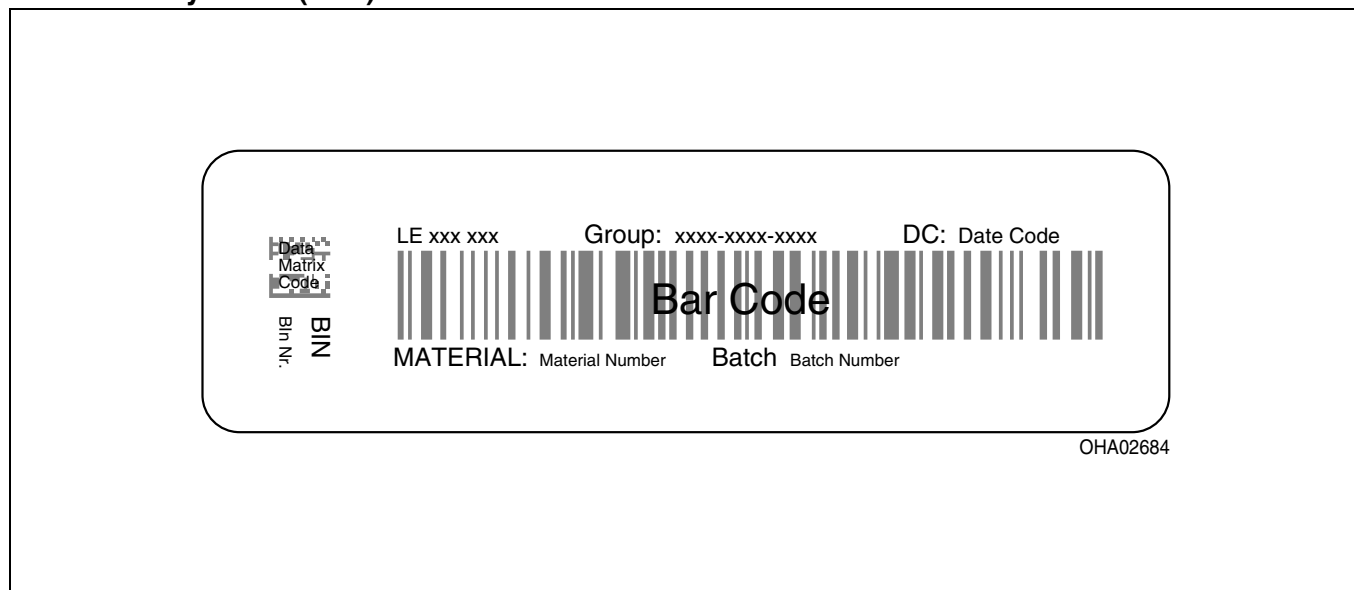 Data
Matrix
Code
BIN
Bin Nr.
LE xxx xxx Group: xxxx-xxxx-xxxx DC: Date Code
Bar Code
MATERIAL: Material Number Batch Batch Number
OHA02684